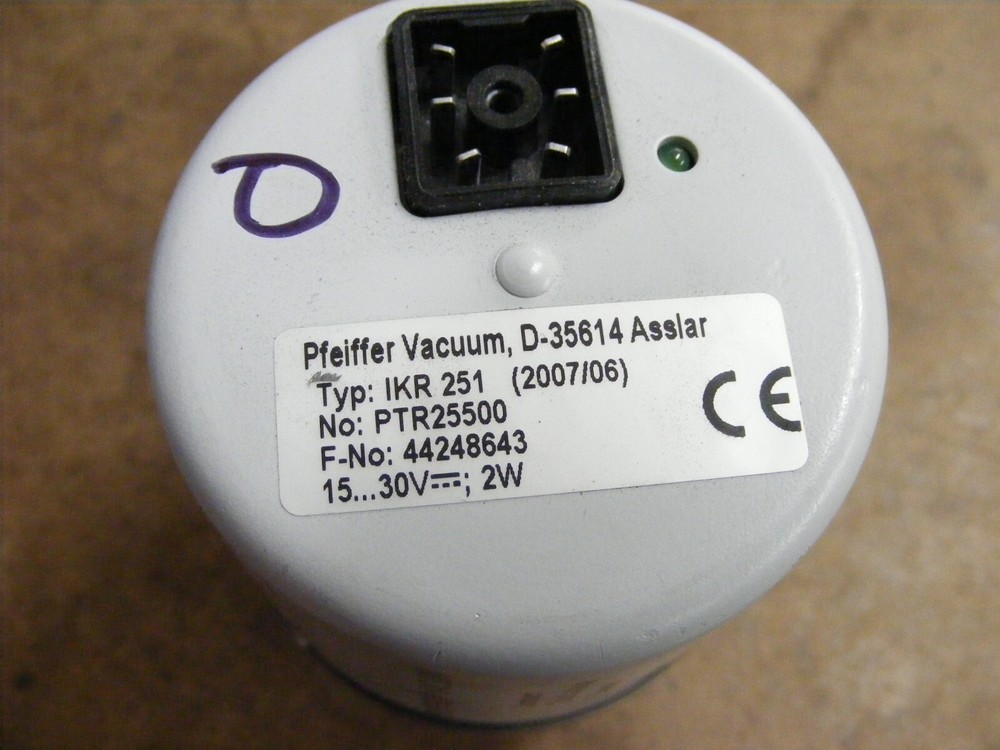 Pfeiffer Vacuum, D-35614 Asslar
Typ: IKR 251 (2007/06)
No: PTR25500
F-No: 44248643
15...30V⎓; 2W
CE